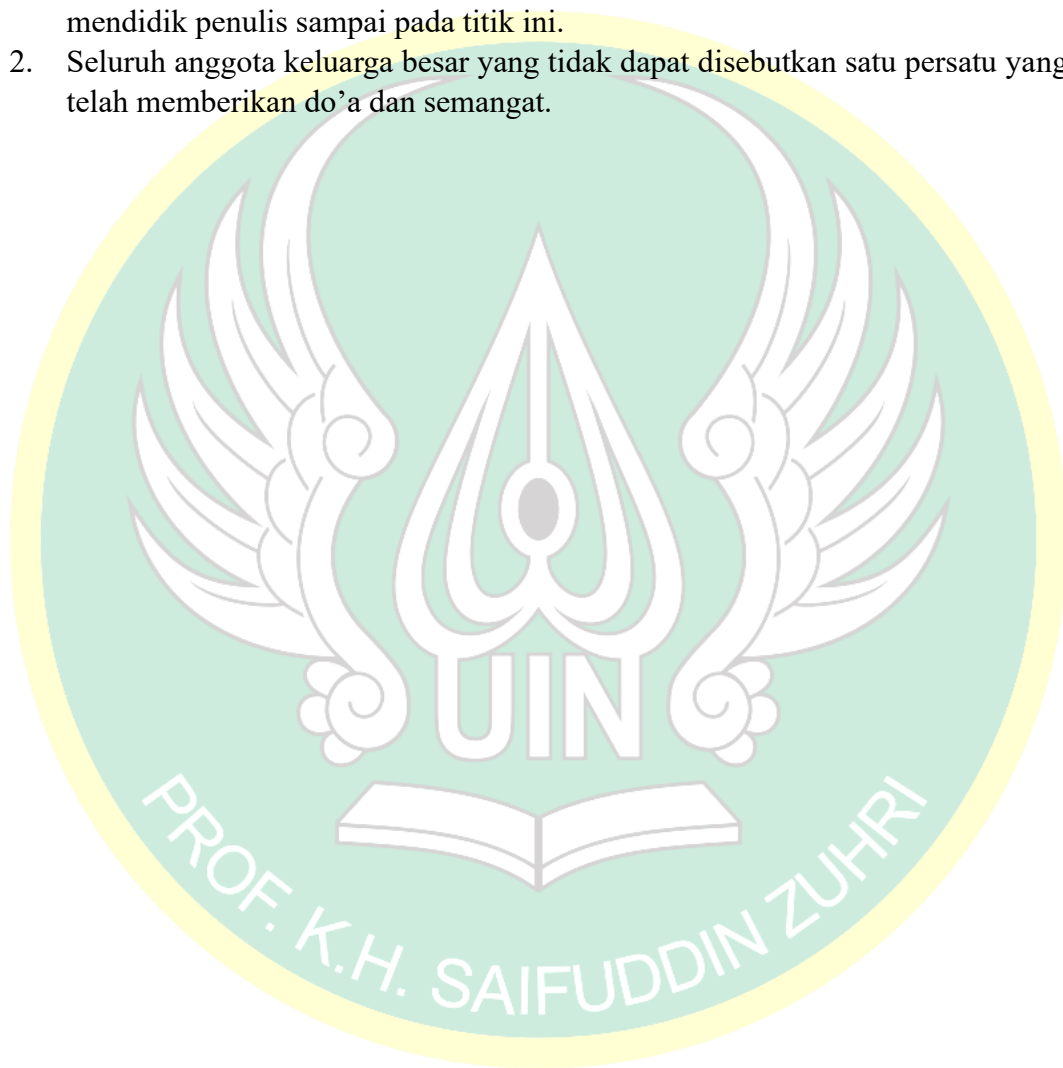 mendidik penulis sampai pada titik ini.
2. Seluruh anggota keluarga besar yang tidak dapat disebutkan satu persatu yang
telah memberikan do’a dan semangat.
UIN
PROF. K.H. SAIFUDDIN ZUHRI